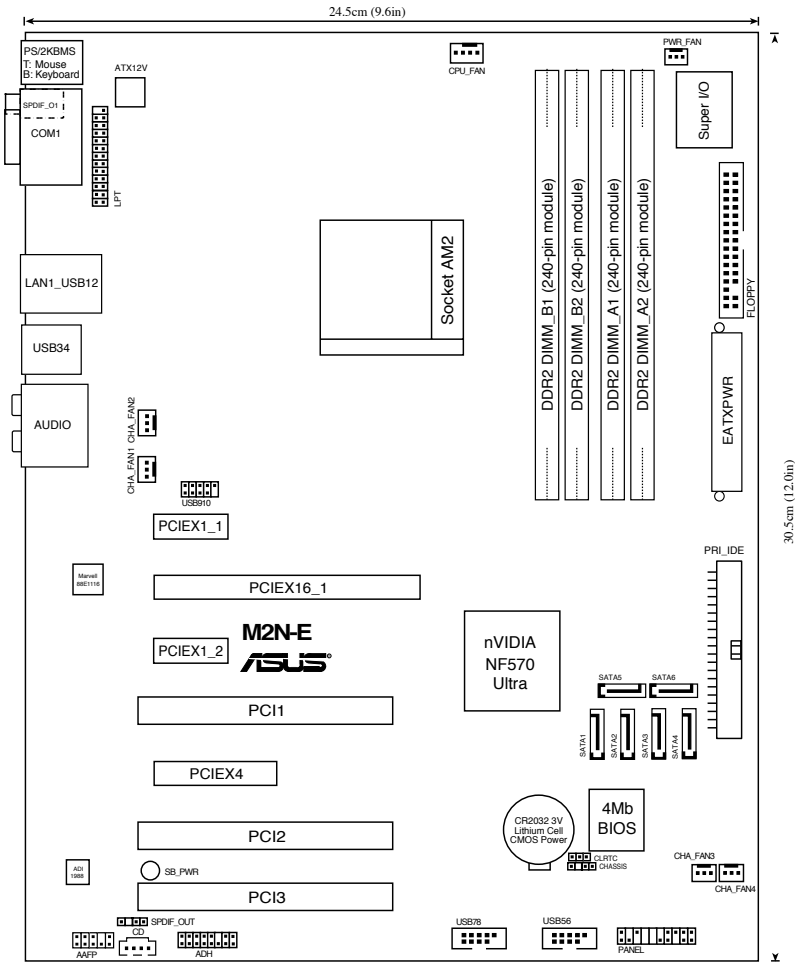 24.5cm (9.6in)
PS/2KBMS
T: Mouse
B: Keyboard
ATX12V
CPU_FAN
PWR_FAN
Super I/O
SPDIF_O1
COM1
LPT
Socket AM2
DDR2 DIMM_B1 (240-pin module)
DDR2 DIMM_B2 (240-pin module)
DDR2 DIMM_A1 (240-pin module)
DDR2 DIMM_A2 (240-pin module)
FLOPPY
LAN1_USB12
USB34
EATXPWR
AUDIO
CHA_FAN2
CHA_FAN1
30.5cm (12.0in)
USB910
PCIEX1_1
PRI_IDE
Marvell
88E1116
PCIEX16_1
M2N-E
ASUS
PCIEX1_2
nVIDIA
NF570
Ultra
SATA5
SATA6
PCI1
SATA1
SATA2
SATA3
SATA4
PCIEX4
CR2032 3V
Lithium Cell
CMOS Power
4Mb
BIOS
PCI2
CLRTC
CHASSIS
ADI
1988
SB_PWR
CHA_FAN3
CHA_FAN4
PCI3
SPDIF_OUT
CD
AAFP
ADH
USB78
USB56
PANEL